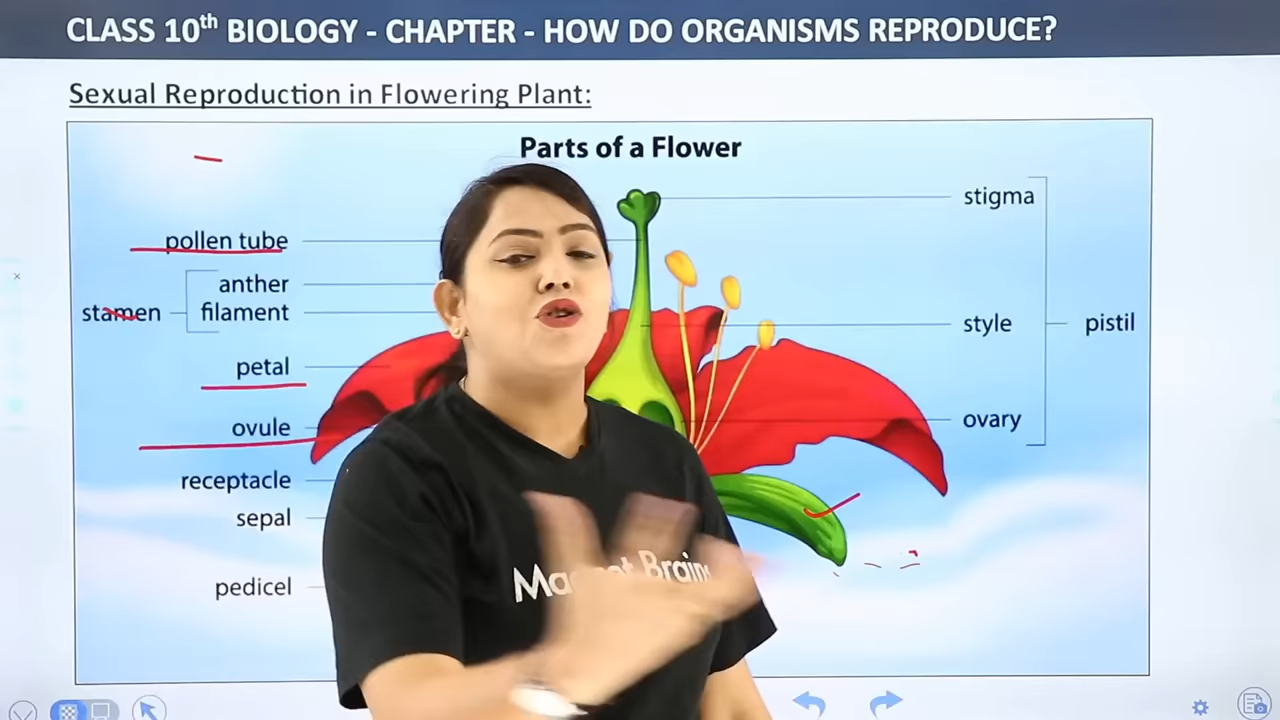 CLASS 10th BIOLOGY - CHAPTER - HOW DO ORGANISMS REPRODUCE?
Sexual Reproduction in Flowering Plant:
Parts of a Flower
stigma
pollen tube
anther
stamen
filament
style
pistil
petal
ovary
ovule
receptacle
sepal
pedicel